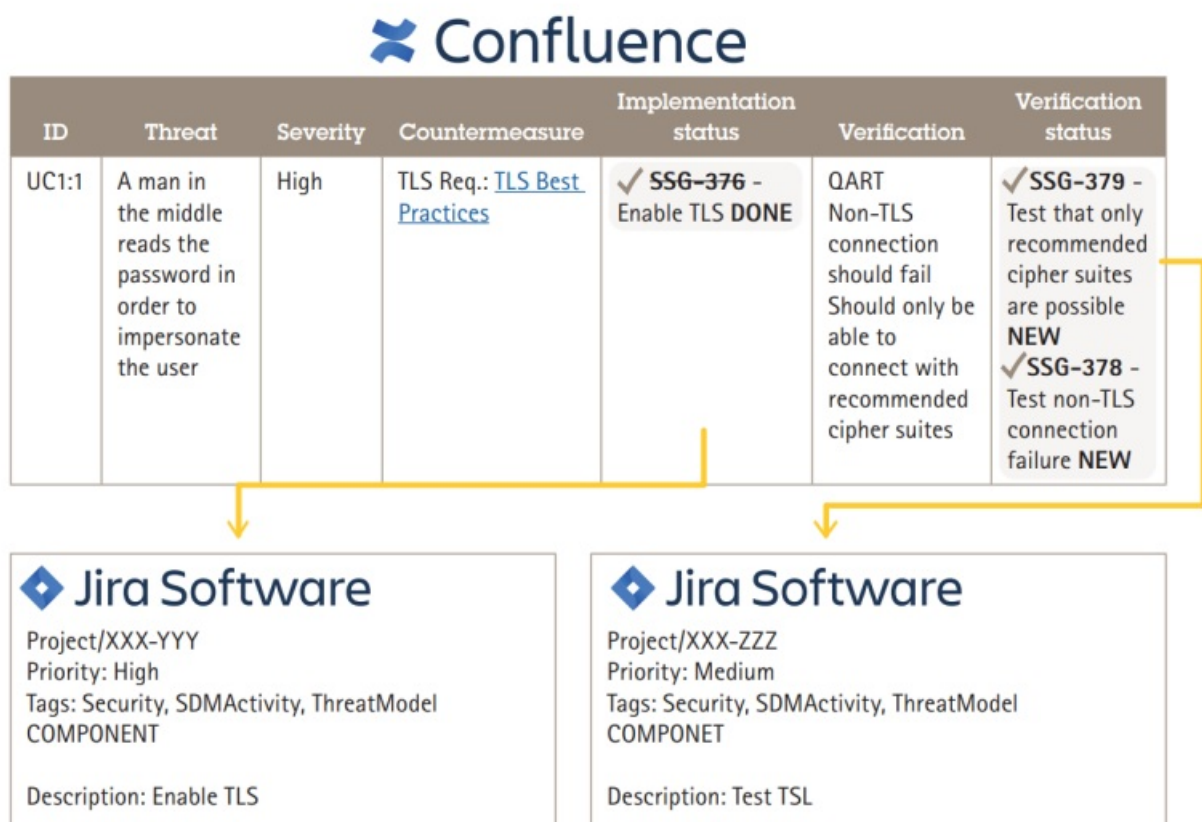 Confluence
ID
Threat
Severity
Countermeasure
Implementation
status
Verification
Verification
status
UC1:1
A man in
the middle
reads the
password in
order to
impersonate
the user
High
TLS Req.: TLS Best
Practices
SSG-376 -
Enable TLS DONE
QART
Non-TLS
connection
should fail
Should only be
able to
connect with
recommended
cipher suites
SSG-379 -
Test that only
recommended
cipher suites
are possible
NEW
SSG-378 -
Test non-TLS
connection
failure NEW
Jira Software
Project/XXX-YYY
Priority: High
Tags: Security, SDMActivity, ThreatModel
COMPONENT
Description: Enable TLS
Jira Software
Project/XXX-ZZZ
Priority: Medium
Tags: Security, SDMActivity, ThreatModel
COMPONET
Description: Test TSL